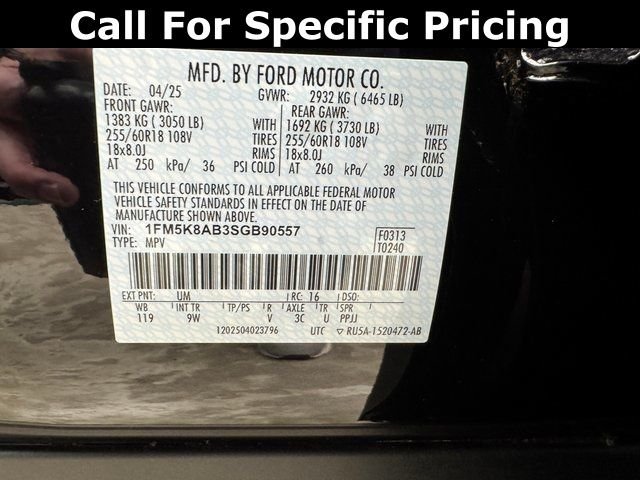 Call For Specific Pricing
MFD. BY FORD MOTOR CO.
DATE: 04/25 GVWR: 2932 KG ( 6465 LB)
FRONT GAWR: REAR GAWR:
1383 KG ( 3050 LB) WITH 1692 KG ( 3730 LB) WITH
255/60R18 108V TIRES 255/60R18 108V TIRES
18x8.0J RIMS 18x8.0J RIMS
AT 250 kPa/ 36 PSI COLD AT 260 kPa/ 38 PSI COLD
THIS VEHICLE CONFORMS TO ALL APPLICABLE FEDERAL MOTOR
VEHICLE SAFETY STANDARDS IN EFFECT ON THE DATE OF
MANUFACTURE SHOWN ABOVE.
VIN: 1FM5K8AB3SGB90557 F0313
TYPE: MPV T0240
EXT PNT: UM RC: 16 DSO:
WB INT TR TP/PS R AXLE TR SPR
119 9W V 3C U PPJJ
1202504023796 UTC ▽ RU5A-1520472-AB